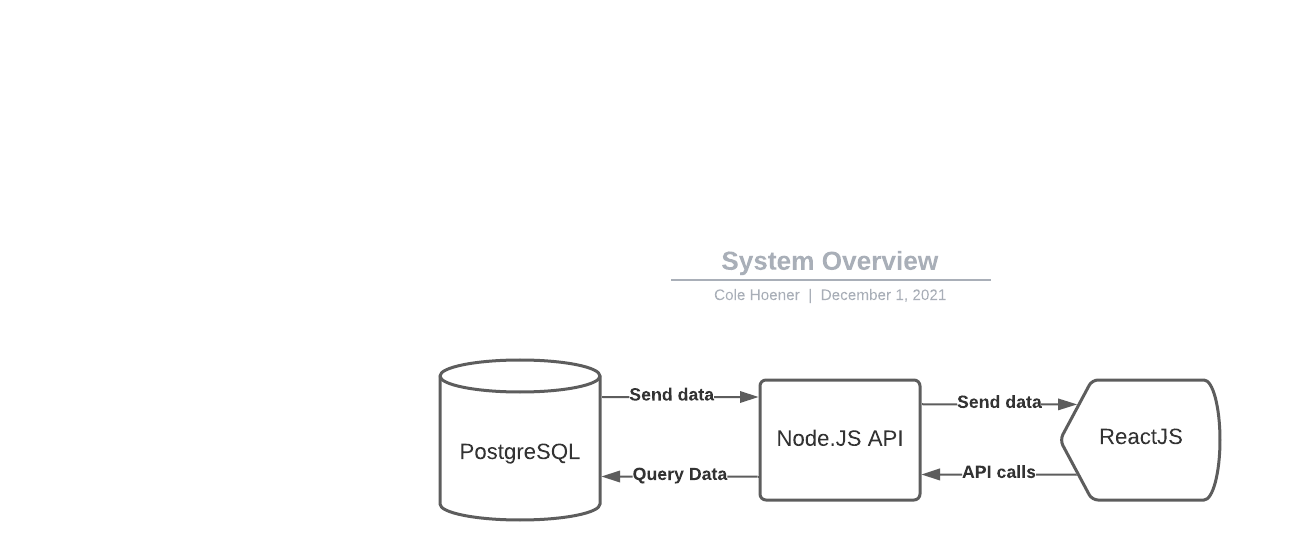 System Overview
Cole Hoener | December 1, 2021
Send data
Send data
PostgreSQL
Node.JS API
ReactJS
Query Data
API calls